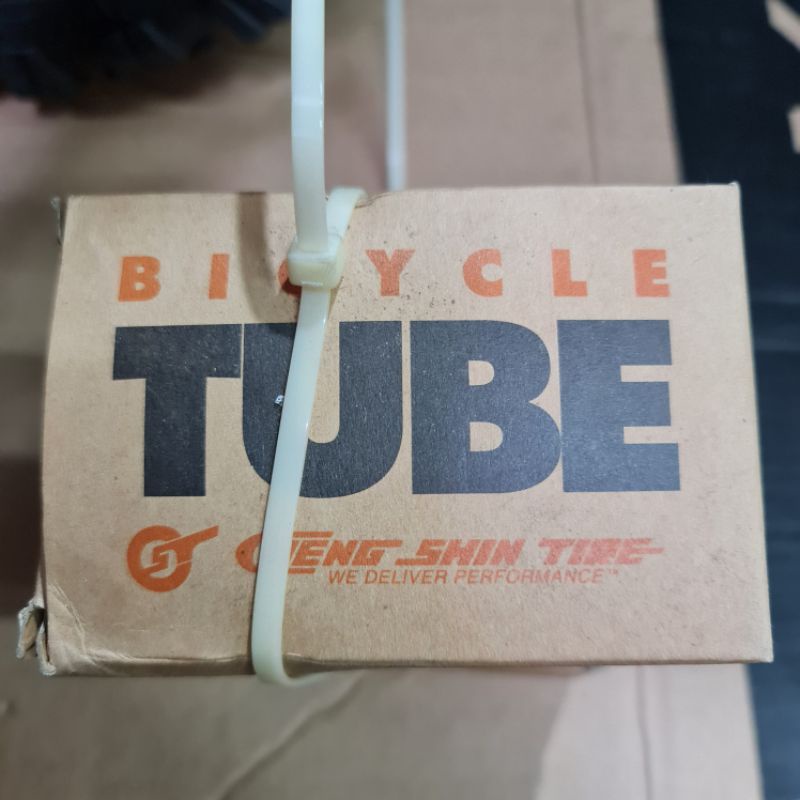 BICYCLE
TUBE
CHENG SHIN TIRE
WE DELIVER PERFORMANCE™